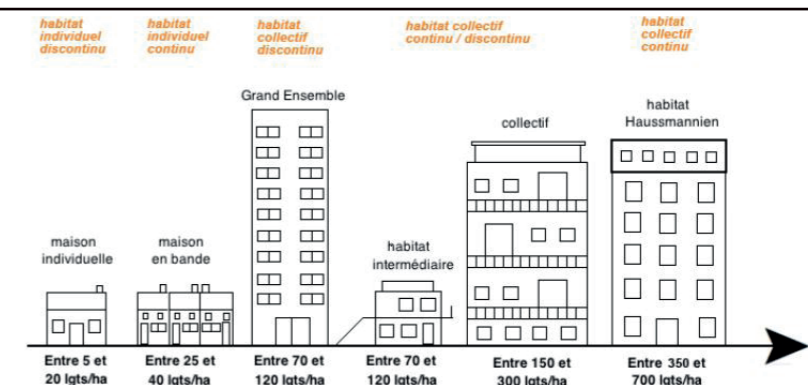 habitat
individuel
discontinu
habitat
individuel
continu
habitat
collectif
discontinu
habitat collectif
continu / discontinu
habitat
collectif
continu
Grand Ensemble
collectif
habitat
Haussmannien
maison
individuelle
maison
en bande
habitat
intermédiaire
Entre 5 et
20 lgts/ha
Entre 25 et
40 lgts/ha
Entre 70 et
120 lgts/ha
Entre 70 et
120 lgts/ha
Entre 150 et
300 lgts/ha
Entre 350 et
700 lgts/ha